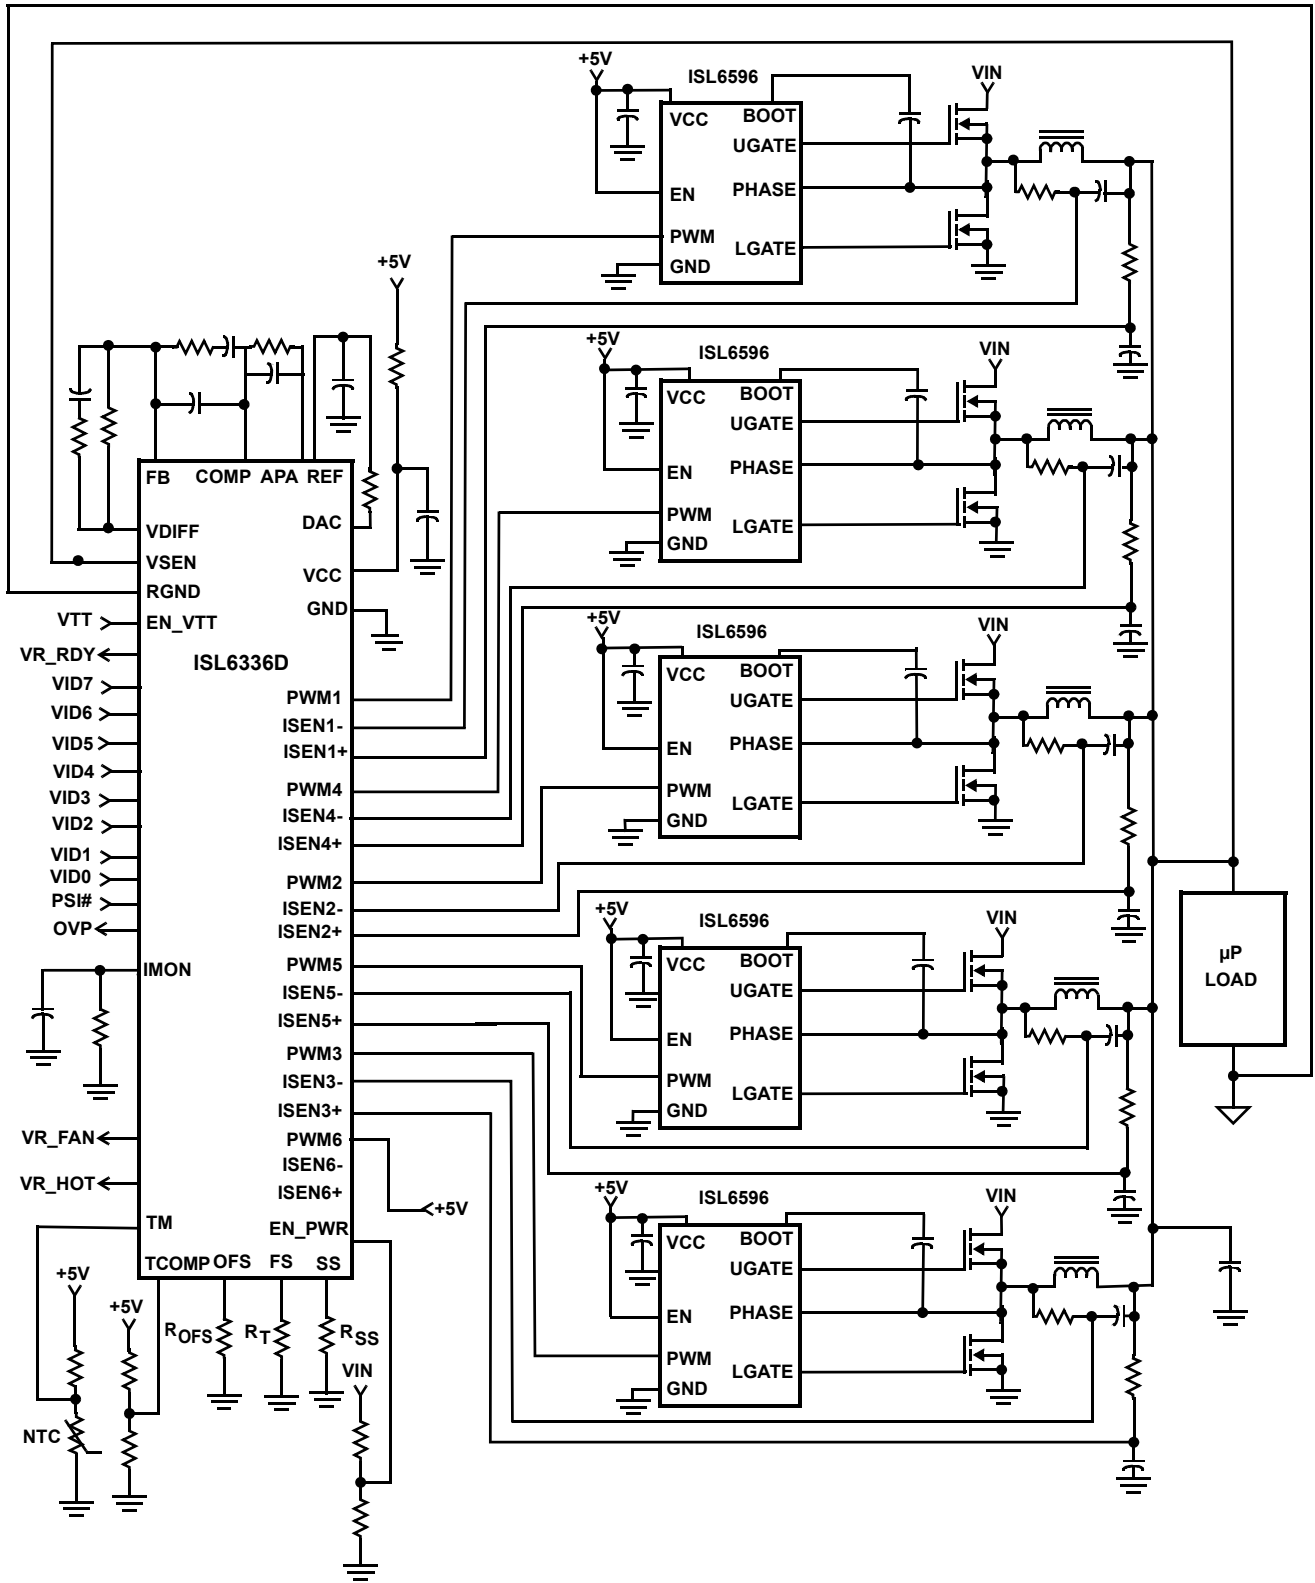 +5V
ISL6596
VIN
VCC
BOOT
UGATE
EN
PHASE
PWM
LGATE
GND
+5V
+5V
ISL6596
VIN
VCC
BOOT
UGATE
EN
PHASE
PWM
LGATE
GND
FB
COMP
APA
REF
VDIFF
DAC
VSEN
VCC
RGND
GND
VTT
EN_VTT
VR_RDY
ISL6336D
VID7
PWM1
VID6
ISEN1-
VID5
ISEN1+
VID4
PWM4
VID3
ISEN4-
VID2
ISEN4+
VID1
VID0
PWM2
PSI#
ISEN2-
OVP
ISEN2+
IMON
PWM5
ISEN5-
ISEN5+
PWM3
ISEN3-
ISEN3+
VR_FAN
PWM6
ISEN6-
VR_HOT
ISEN6+
+5V
TM
EN_PWR
TCOMP
OFS
FS
SS
+5V
ISL6596
VIN
VCC
BOOT
UGATE
EN
PHASE
PWM
LGATE
GND
+5V
ISL6596
VIN
VCC
BOOT
UGATE
EN
PHASE
PWM
LGATE
GND
µP
LOAD
+5V
ISL6596
VIN
VCC
BOOT
UGATE
EN
PHASE
PWM
LGATE
GND
+5V
+5V
ROFS
RT
RSS
VIN
NTC